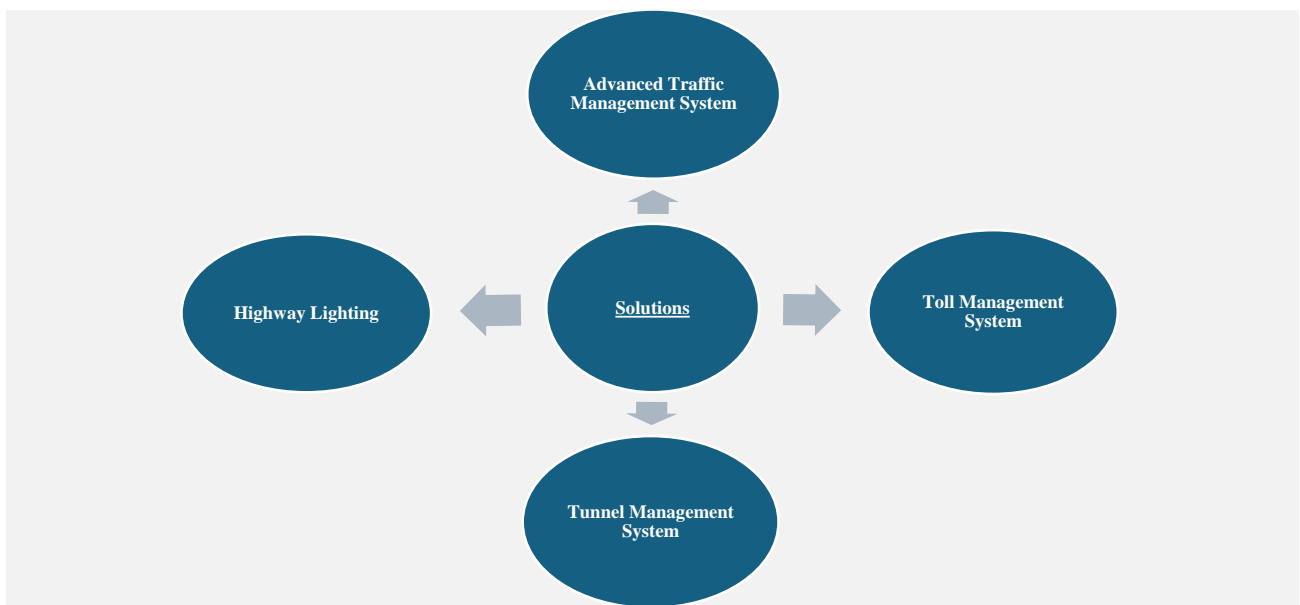 Advanced Traffic
Management System
Highway Lighting
Solutions
Toll Management
System
Tunnel Management
System